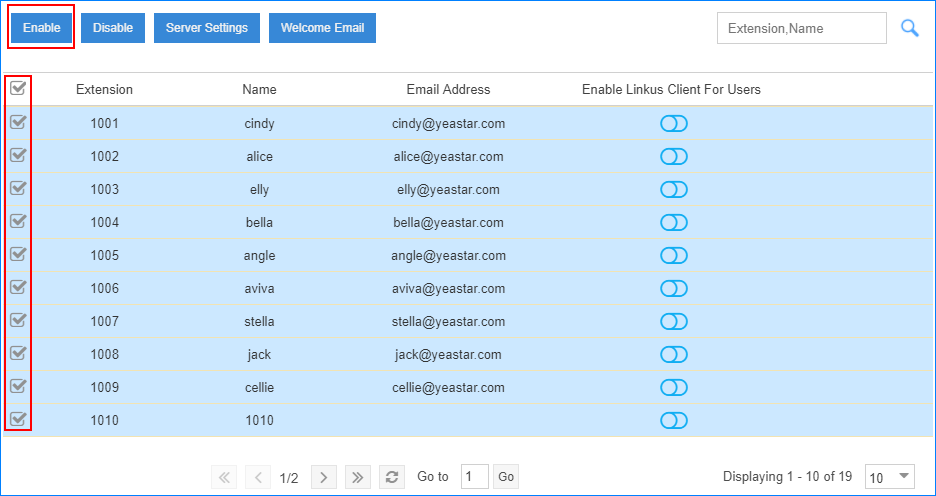 Enable Disable Server Settings Welcome Email Extension,Name
Extension Name Email Address Enable Linkus Client For Users
1001 cindy cindy@yeastar.com
1002 alice alice@yeastar.com
1003 elly elly@yeastar.com
1004 bella bella@yeastar.com
1005 angle angle@yeastar.com
1006 aviva aviva@yeastar.com
1007 stella stella@yeastar.com
1008 jack jack@yeastar.com
1009 cellie cellie@yeastar.com
1010 1010
1/2 Go to 1 Go Displaying 1 - 10 of 19 10